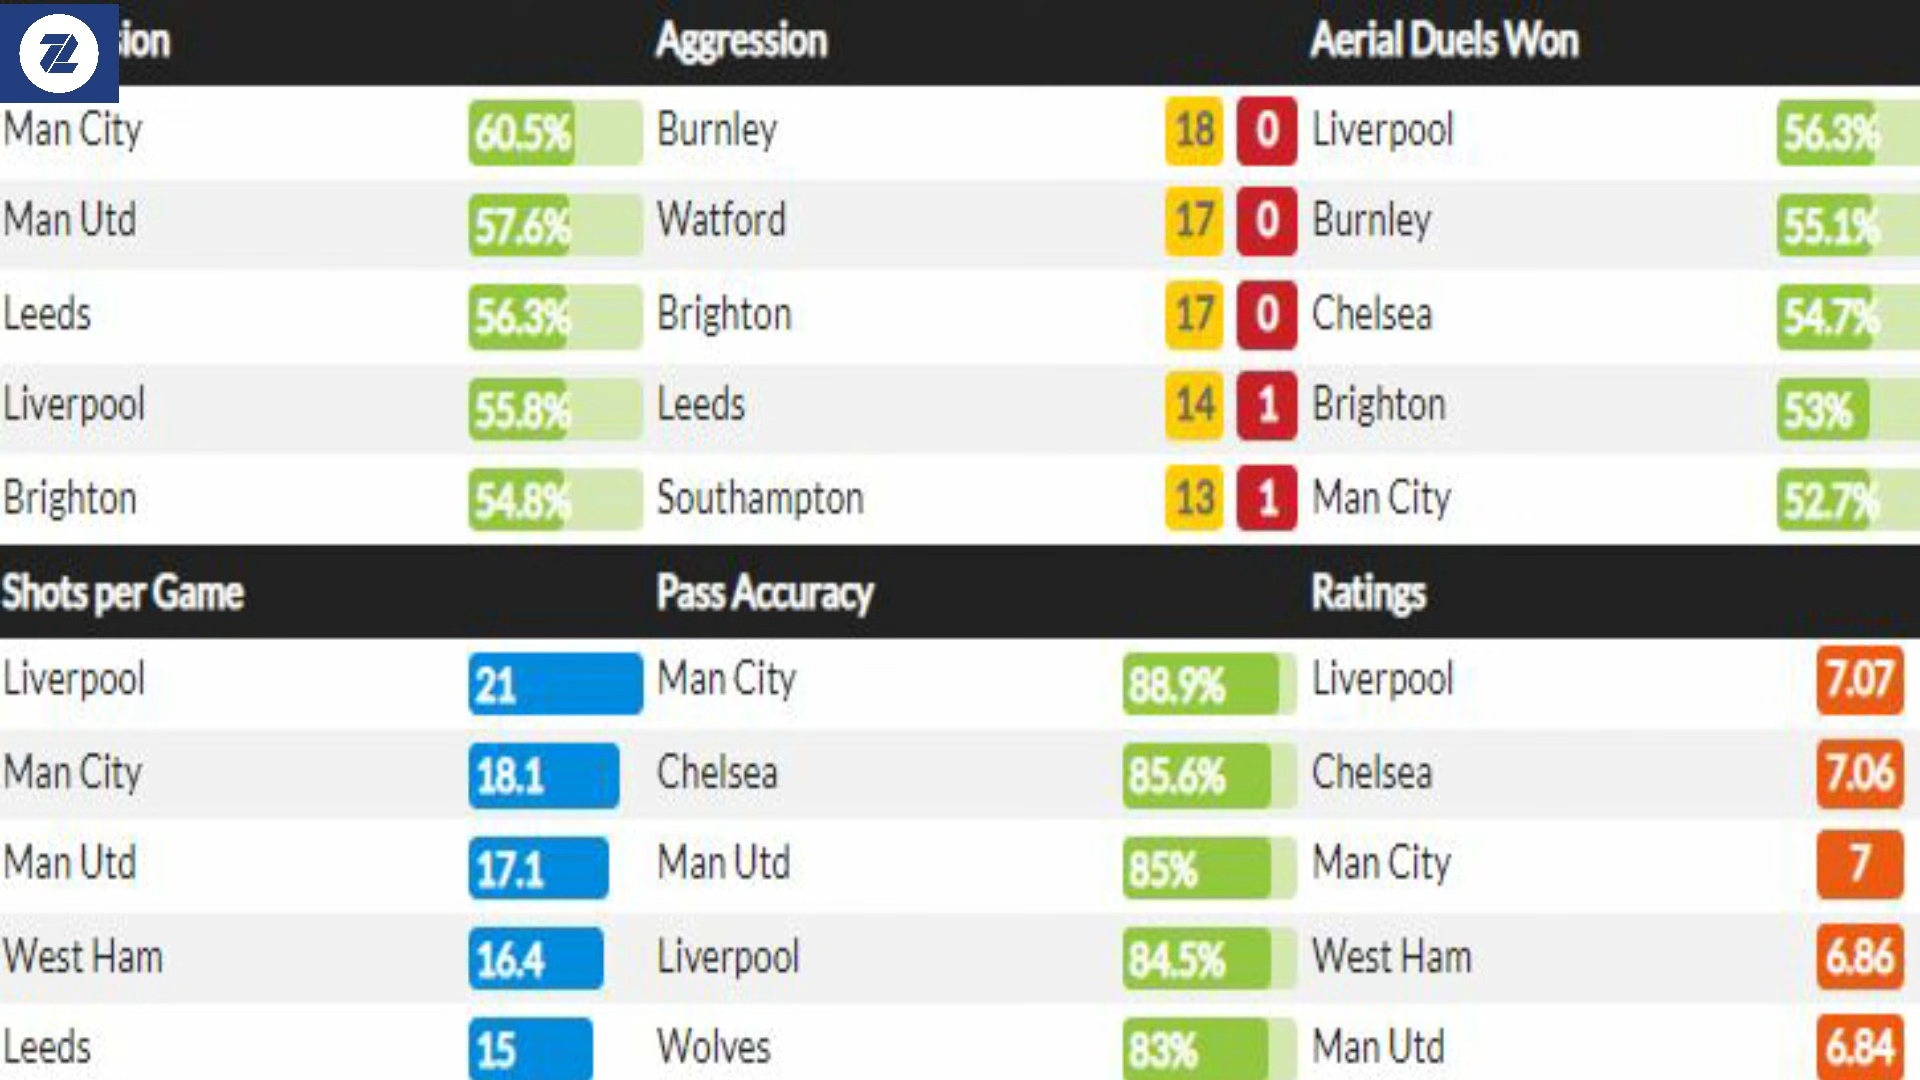 sion Aggression Aerial Duels Won
Man City 60.5% Burnley 18 0 Liverpool 56.3%
Man Utd 57.6% Watford 17 0 Burnley 55.1%
Leeds 56.3% Brighton 17 0 Chelsea 54.7%
Liverpool 55.8% Leeds 14 1 Brighton 53%
Brighton 54.8% Southampton 13 1 Man City 52.7%
Shots per Game Pass Accuracy Ratings
Liverpool 21 Man City 88.9% Liverpool 7.07
Man City 18.1 Chelsea 85.6% Chelsea 7.06
Man Utd 17.1 Man Utd 85% Man City 7
West Ham 16.4 Liverpool 84.5% West Ham 6.86
Leeds 15 Wolves 83% Man Utd 6.84